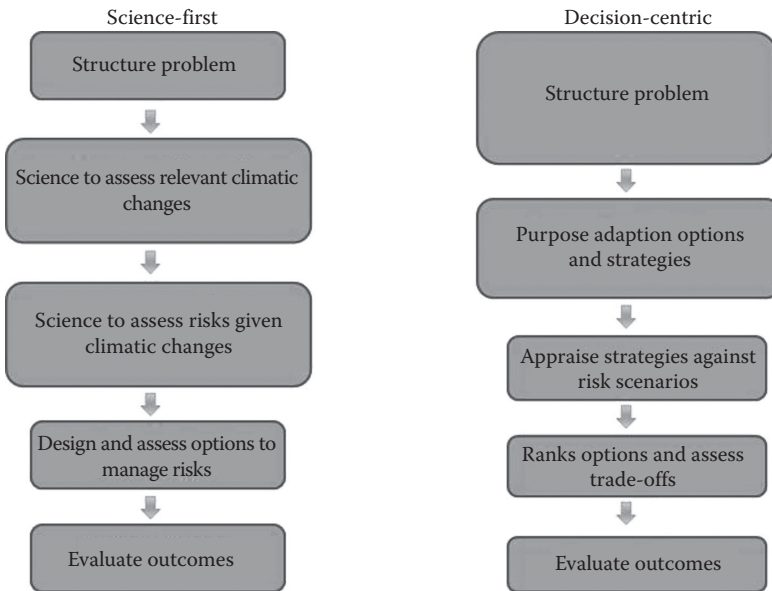 Science-first
Structure problem
Science to assess relevant climatic
changes
Science to assess risks given
climatic changes
Design and assess options to
manage risks
Evaluate outcomes
Decision-centric
Structure problem
Purpose adaption options
and strategies
Appraise strategies against
risk scenarios
Ranks options and assess
trade-offs
Evaluate outcomes